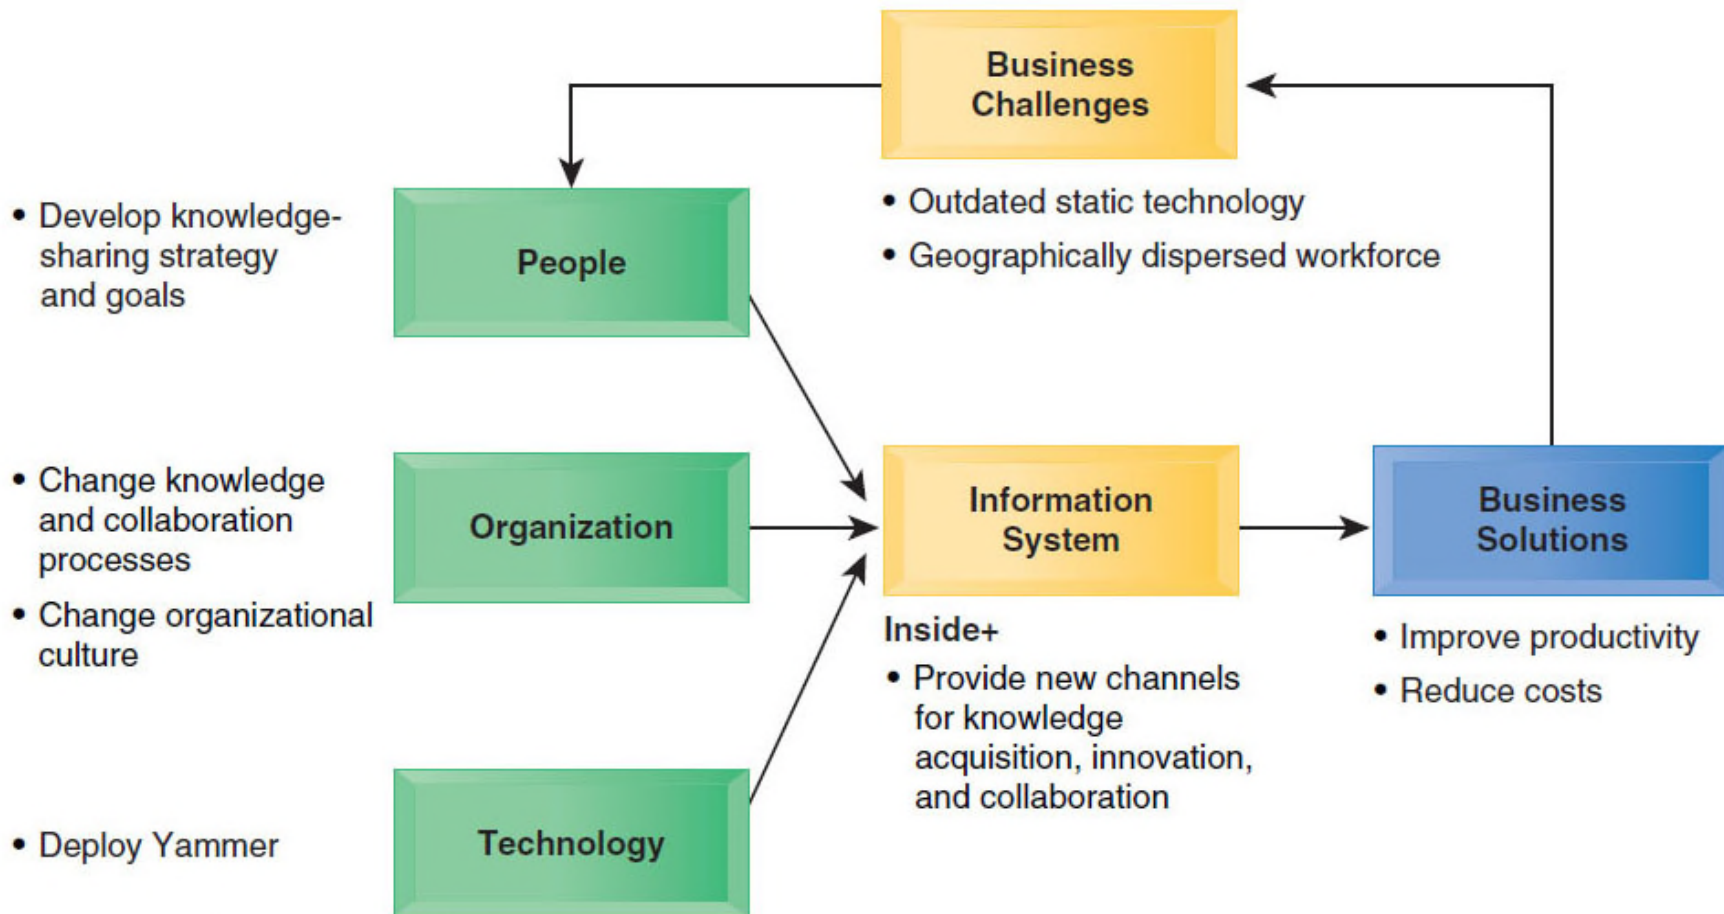 Business
Challenges
• Outdated static technology
• Geographically dispersed workforce
• Develop knowledge-
sharing strategy
and goals
People
• Change knowledge
and collaboration
processes
• Change organizational
culture
Organization
• Deploy Yammer
Technology
Information
System
Inside+
• Provide new channels
for knowledge
acquisition, innovation,
and collaboration
Business
Solutions
• Improve productivity
• Reduce costs